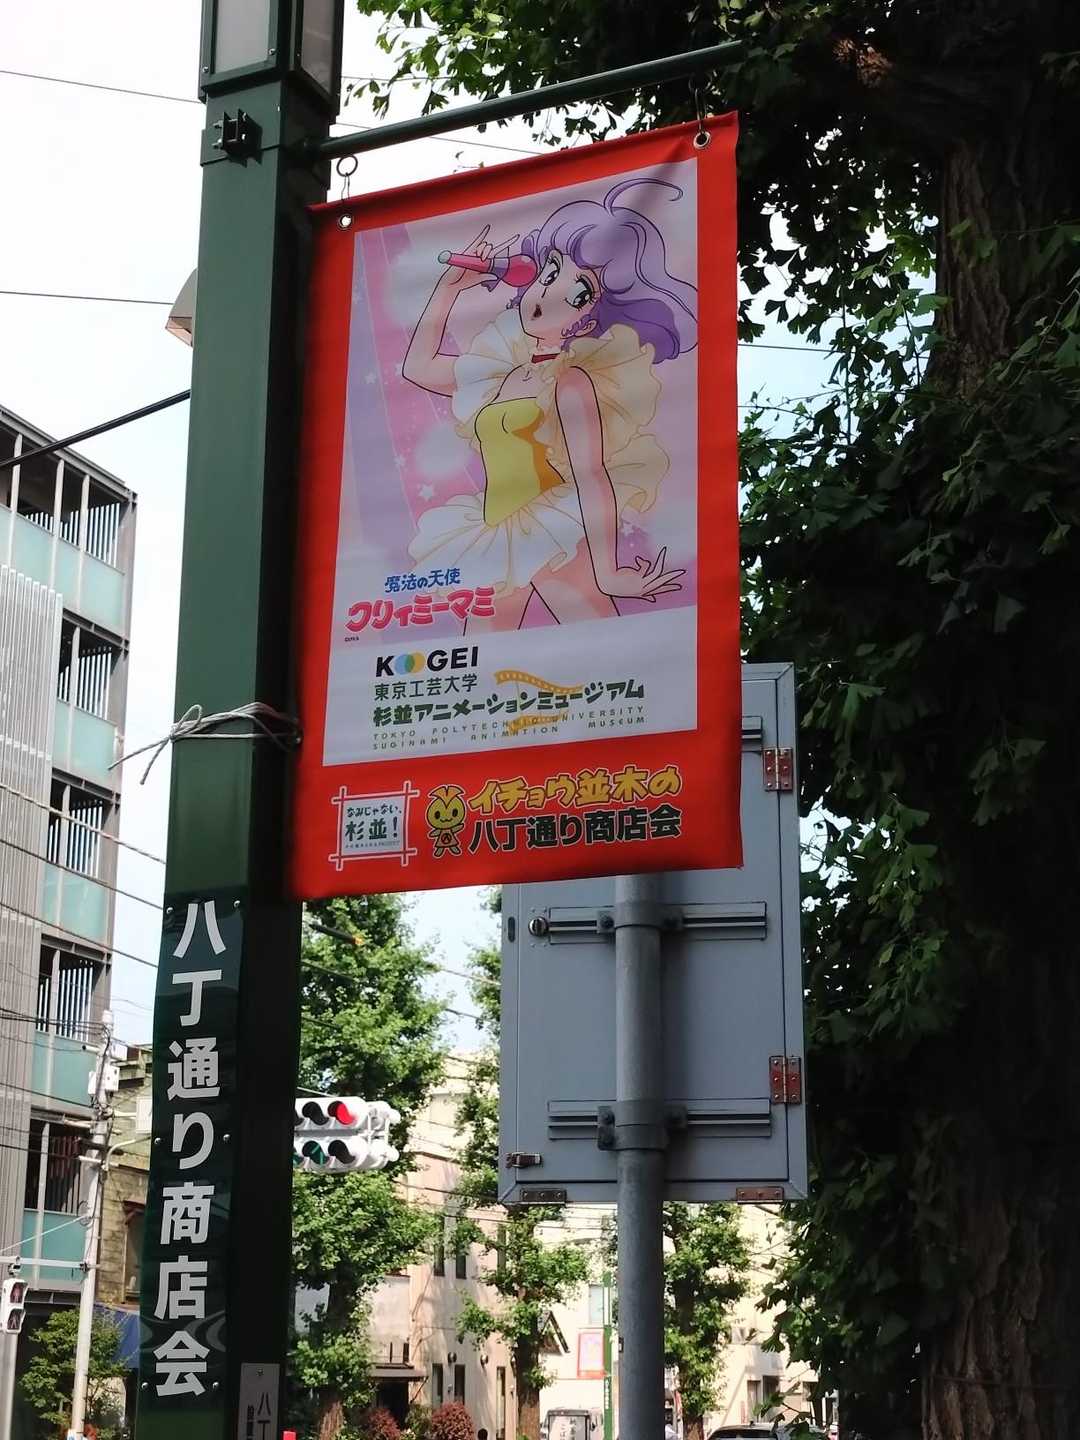 魔法の天使
クリィミーマミ
KOOGEI
東京工芸大学
杉並アニメーションミュージアム
TOKYO POLYTECHNIC UNIVERSITY
SUGINAMI ANIMATION MUSEUM
なみじゃない、
杉並！
イチョウ並木の
八丁通り商店会
八丁通り商店会
八丁